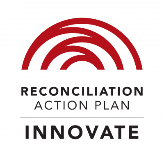 RECONCILIATION
ACTION PLAN
INNOVATE